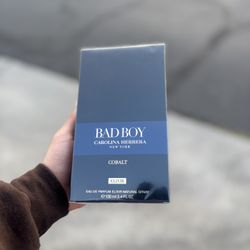 BAD BOY
CAROLINA HERRERA
NEW YORK
COBALT
ELIXIR
EAU DE PARFUM ELIXIR NATURAL SPRAY
100 ml 3.4 FL. OZ.